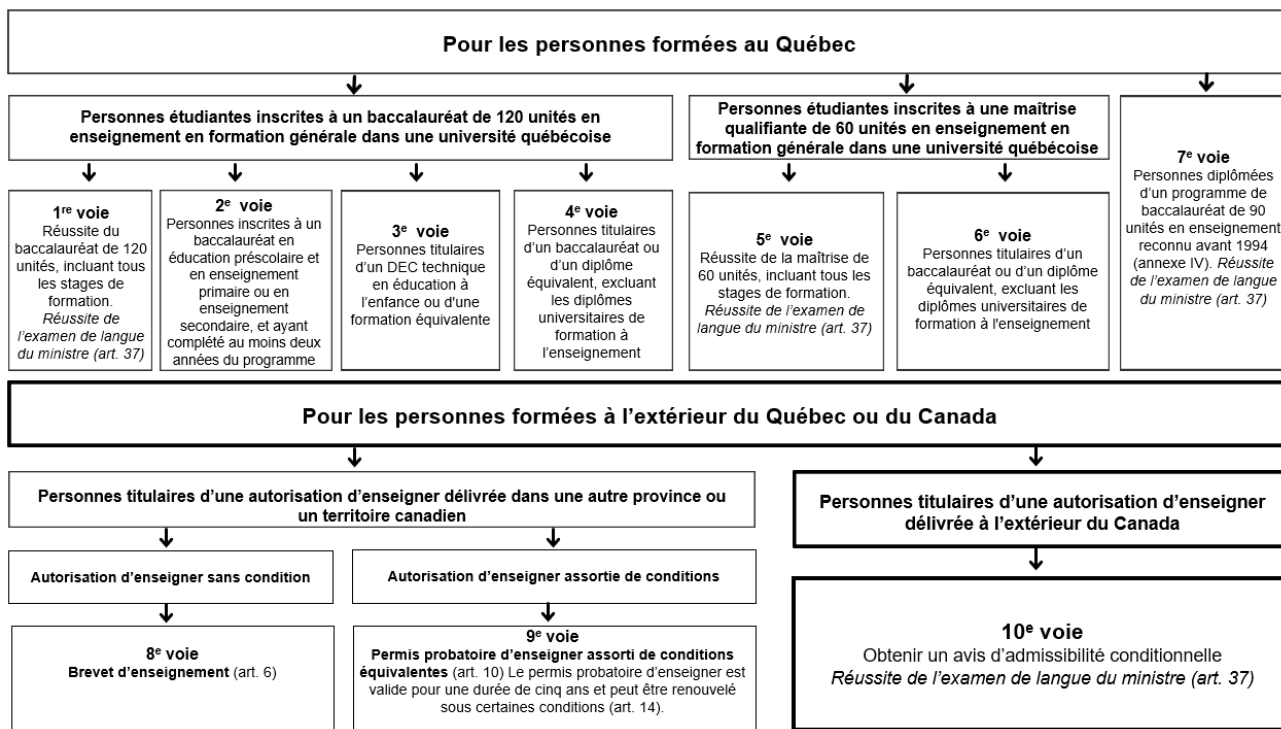 Pour les personnes formées au Québec
Personnes étudiantes inscrites à un baccalauréat de 120 unités en
enseignement en formation générale dans une université québécoise
1re voie
Réussite du
baccalauréat de 120
unités, incluant tous
les stages de
formation.
Réussite de
l’examen de langue
du ministre (art. 37)
2e voie
Personnes inscrites à un
baccalauréat en
éducation préscolaire et
en enseignement
primaire ou en
enseignement
secondaire, et ayant
complété au moins deux
années du programme
3e voie
Personnes titulaires
d’un DEC technique
en éducation à
l’enfance ou d'une
formation équivalente
4e voie
Personnes titulaires
d’un baccalauréat ou
d’un diplôme
équivalent, excluant
les diplômes
universitaires de
formation à
l’enseignement
Personnes étudiantes inscrites à une maîtrise
qualifiante de 60 unités en enseignement en
formation générale dans une université québécoise
5e voie
Réussite de la maîtrise de
60 unités, incluant tous les
stages de formation.
Réussite de l’examen de
langue du ministre (art. 37)
6e voie
Personnes titulaires d’un
baccalauréat ou d’un diplôme
équivalent, excluant les
diplômes universitaires de
formation à l'enseignement
7e voie
Personnes diplômées
d’un programme de
baccalauréat de 90
unités en enseignement
reconnu avant 1994
(annexe IV). Réussite
de l’examen de langue
du ministre (art. 37)
Pour les personnes formées à l’extérieur du Québec ou du Canada
Personnes titulaires d’une autorisation d’enseigner délivrée dans une autre province ou
un territoire canadien
Autorisation d’enseigner sans condition
8e voie
Brevet d’enseignement (art. 6)
Autorisation d’enseigner assortie de conditions
9e voie
Permis probatoire d’enseigner assorti de conditions
équivalentes (art. 10) Le permis probatoire d’enseigner est
valide pour une durée de cinq ans et peut être renouvelé
sous certaines conditions (art. 14).
Personnes titulaires d’une autorisation d’enseigner
délivrée à l’extérieur du Canada
10e voie
Obtenir un avis d’admissibilité conditionnelle
Réussite de l’examen de langue du ministre (art. 37)